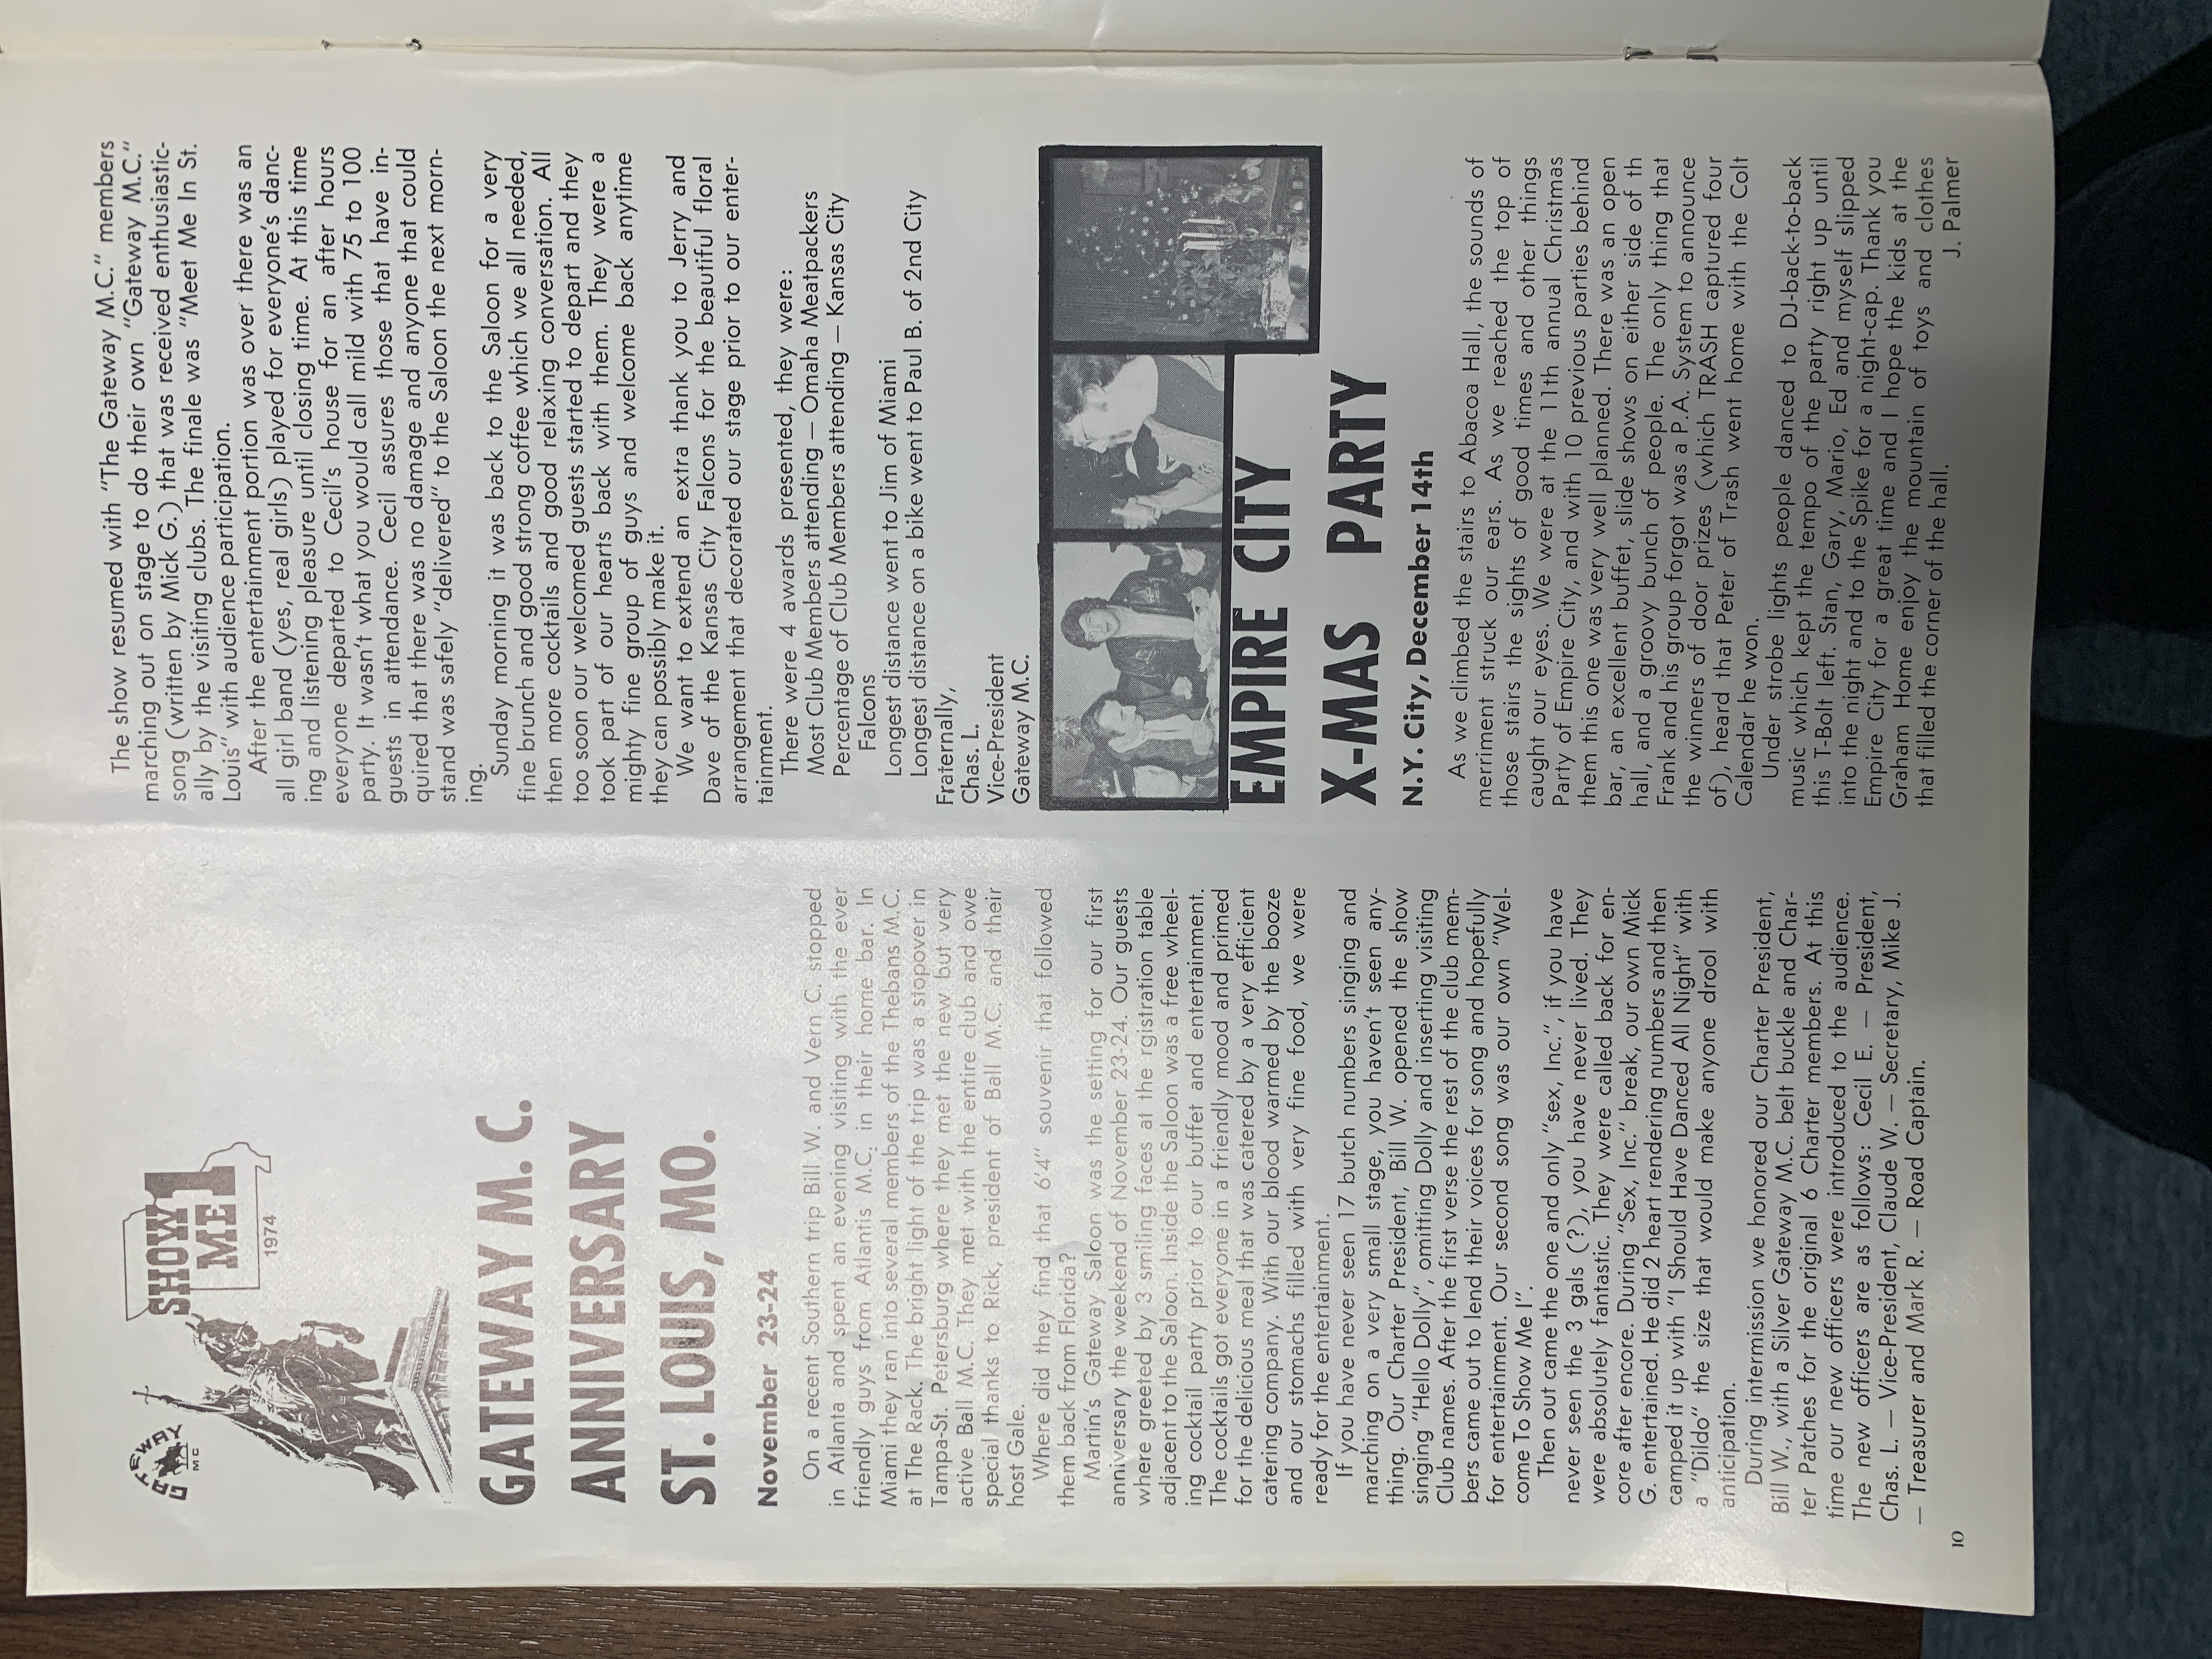 GATEWAY
MC
SHOW
ME 1
1974
GATEWAY M. C.
ANNIVERSARY
ST. LOUIS, MO.
November 23-24
On a recent Southern trip Bill W. and Vern C. stopped
in Atlanta and spent an evening visiting with the ever
friendly guys from Atlantis M.C. in their home bar. In
Miami they ran into several members of the Thebans M.C.
at The Rack. The bright light of the trip was a stopover in
Tampa-St. Petersburg where they met the new but very
active Ball M.C. They met with the entire club and owe
special thanks to Rick, president of Ball M.C. and their
host Gale.
Where did they find that 6'4" souvenir that followed
them back from Florida?
Martin's Gateway Saloon was the setting for our first
anniversary the weekend of November 23-24. Our guests
where greeted by 3 smiling faces at the rgistration table
adjacent to the Saloon. Inside the Saloon was a free wheel-
ing cocktail party prior to our buffet and entertainment.
The cocktails got everyone in a friendly mood and primed
for the delicious meal that was catered by a very efficient
catering company. With our blood warmed by the booze
and our stomachs filled with very fine food, we were
ready for the entertainment.
If you have never seen 17 butch numbers singing and
marching on a very small stage, you haven't seen any-
thing. Our Charter President, Bill W. opened the show
singing "Hello Dolly", omitting Dolly and inserting visiting
Club names. After the first verse the rest of the club mem-
bers came out to lend their voices for song and hopefully
for entertainment. Our second song was our own "Wel-
come To Show Me I".
Then out came the one and only "sex, Inc.", if you have
never seen the 3 gals (?), you have never lived. They
were absolutely fantastic. They were called back for en-
core after encore. During "Sex, Inc." break, our own Mick
G. entertained. He did 2 heart rendering numbers and then
camped it up with "I Should Have Danced All Night" with
a "Dildo" the size that would make anyone drool with
anticipation.
During intermission we honored our Charter President,
Bill W., with a Silver Gateway M.C. belt buckle and Char-
ter Patches for the original 6 Charter members. At this
time our new officers were introduced to the audience.
The new officers are as follows: Cecil E. — President,
Chas. L. — Vice-President, Claude W. — Secretary, Mike J.
— Treasurer and Mark R. — Road Captain.
10
The show resumed with "The Gateway M.C." members
marching out on stage to do their own "Gateway M.C."
song (written by Mick G.) that was received enthusiastic-
ally by the visiting clubs. The finale was "Meet Me In St.
Louis" with audience participation.
After the entertainment portion was over there was an
all girl band (yes, real girls) played for everyone's danc-
ing and listening pleasure until closing time. At this time
everyone departed to Cecil's house for an after hours
party. It wasn't what you would call mild with 75 to 100
guests in attendance. Cecil assures those that have in-
quired that there was no damage and anyone that could
stand was safely "delivered" to the Saloon the next morn-
ing.
Sunday morning it was back to the Saloon for a very
fine brunch and good strong coffee which we all needed,
then more cocktails and good relaxing conversation. All
too soon our welcomed guests started to depart and they
took part of our hearts back with them. They were a
mighty fine group of guys and welcome back anytime
they can possibly make it.
We want to extend an extra thank you to Jerry and
Dave of the Kansas City Falcons for the beautiful floral
arrangement that decorated our stage prior to our enter-
tainment.
There were 4 awards presented, they were:
Most Club Members attending — Omaha Meatpackers
Percentage of Club Members attending — Kansas City
Falcons
Longest distance went to Jim of Miami
Longest distance on a bike went to Paul B. of 2nd City
Fraternally,
Chas. L.
Vice-President
Gateway M.C.
EMPIRE CITY
X-MAS PARTY
N.Y. City, December 14th
As we climbed the stairs to Abacoa Hall, the sounds of
merriment struck our ears. As we reached the top of
those stairs the sights of good times and other things
caught our eyes. We were at the 11th annual Christmas
Party of Empire City, and with 10 previous parties behind
them this one was very well planned. There was an open
bar, an excellent buffet, slide shows on either side of th
hall, and a groovy bunch of people. The only thing that
Frank and his group forgot was a P.A. System to announce
the winners of door prizes (which TRASH captured four
of), heard that Peter of Trash went home with the Colt
Calendar he won.
Under strobe lights people danced to DJ-back-to-back
music which kept the tempo of the party right up until
this T-Bolt left. Stan, Gary, Mario, Ed and myself slipped
into the night and to the Spike for a night-cap. Thank you
Empire City for a great time and I hope the kids at the
Graham Home enjoy the mountain of toys and clothes
that filled the corner of the hall.
J. Palmer